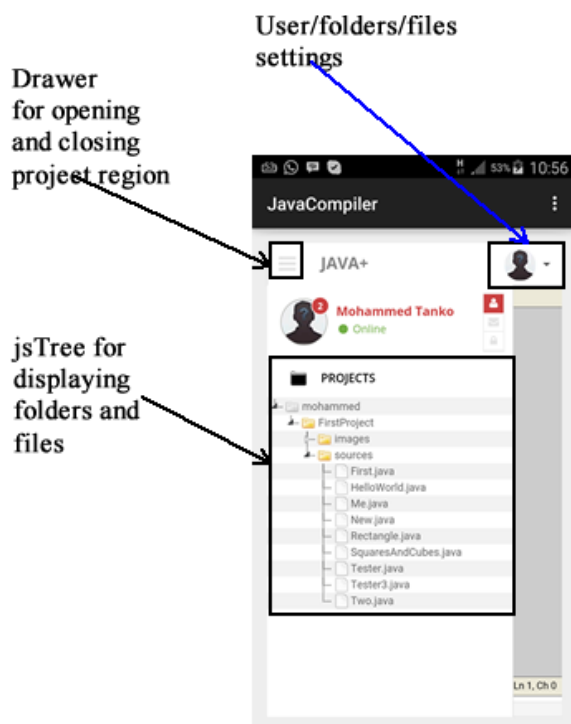 User/folders/files
settings
Drawer
for opening
and closing
project region
53% 10:56
JavaCompiler
JAVA+
2
Mohammed Tanko
Online
jsTree for
displaying
folders and
files
PROJECTS
mohammed
FirstProject
images
sources
First.java
HelloWorld.java
Me.java
New.java
Rectangle.java
SquaresAndCubes.java
Tester.java
Tester3.java
Two.java
Ln 1, Ch 0